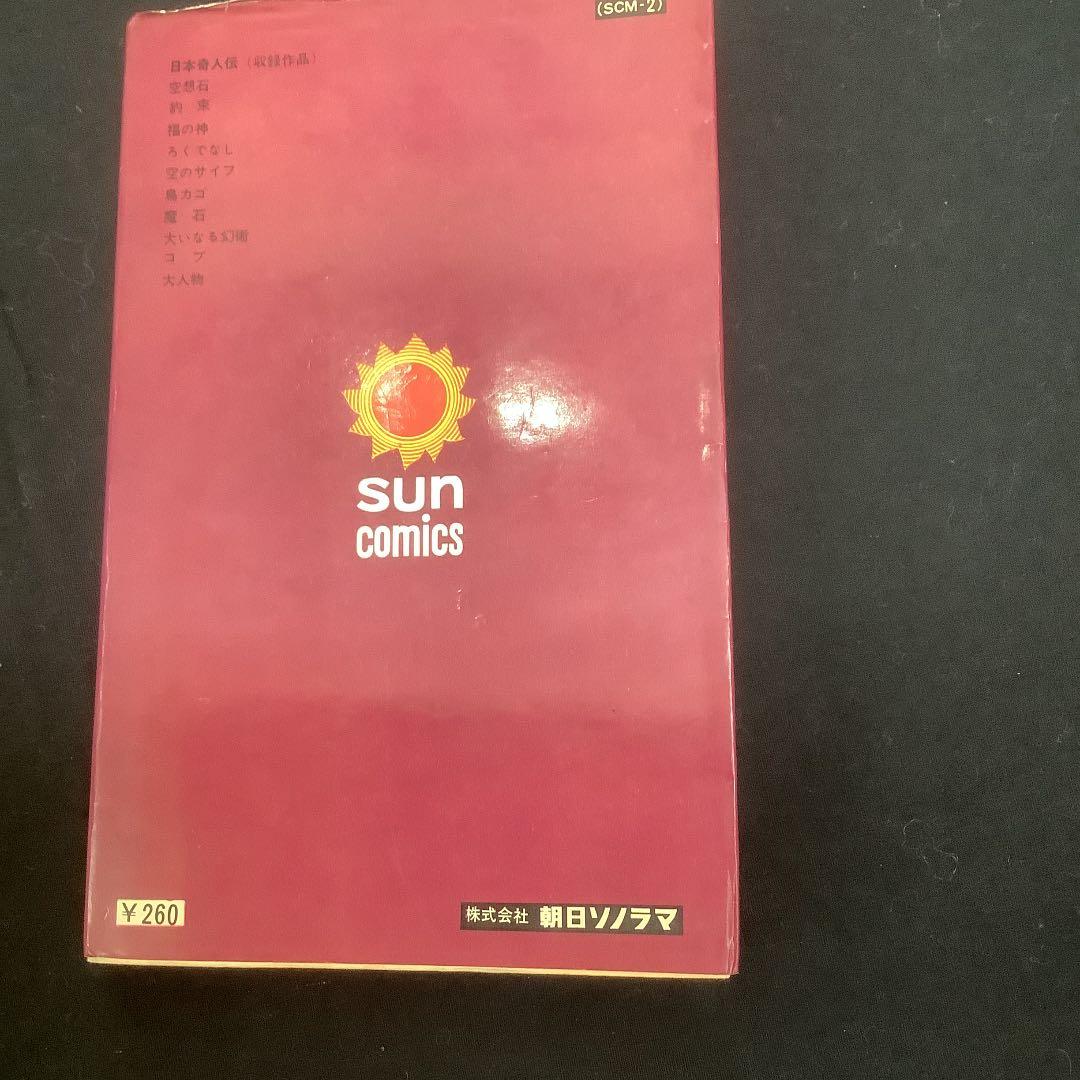 (SCM-2)
日本奇人伝（収録作品）
空想石
約　束
福の神
ろくでなし
空のサイフ
鳥カゴ
魔　石
大いなる幻術
コ　ブ
大人物
sun
comics
￥260
株式会社 朝日ソノラマ